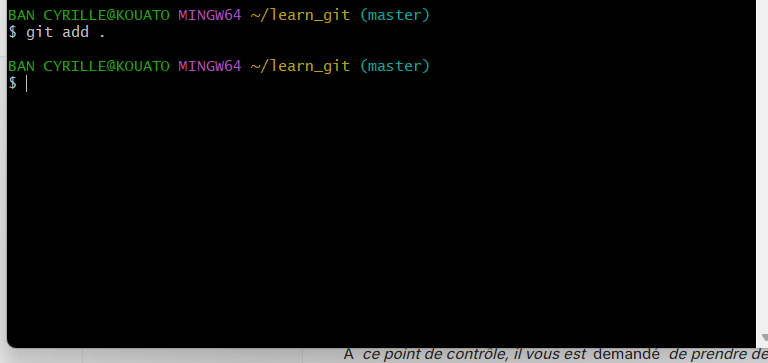 BAN CYRILLE@KOUATO MINGW64 ~/learn_git (master)
$ git add .
BAN CYRILLE@KOUATO MINGW64 ~/learn_git (master)
$
A ce point de contrôle, il vous est demandé de prendre de